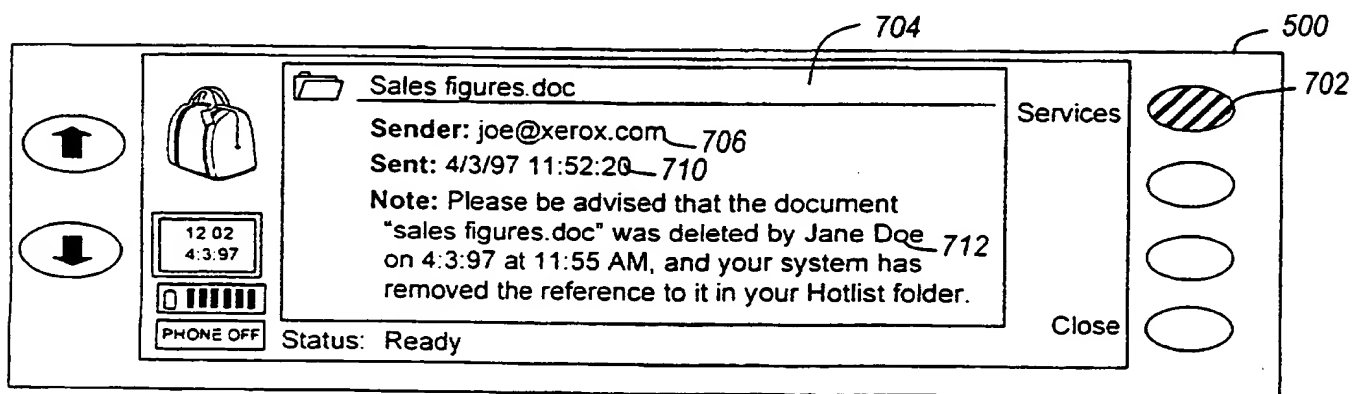 704
500
702
Sales figures.doc
Services
Sender: joe@xerox.com 706
Sent: 4/3/97 11:52:20 710
Note: Please be advised that the document
"sales figures.doc" was deleted by Jane Doe 712
on 4:3:97 at 11:55 AM, and your system has
removed the reference to it in your Hotlist folder.
12 02
4:3:97
PHONE OFF
Status: Ready
Close